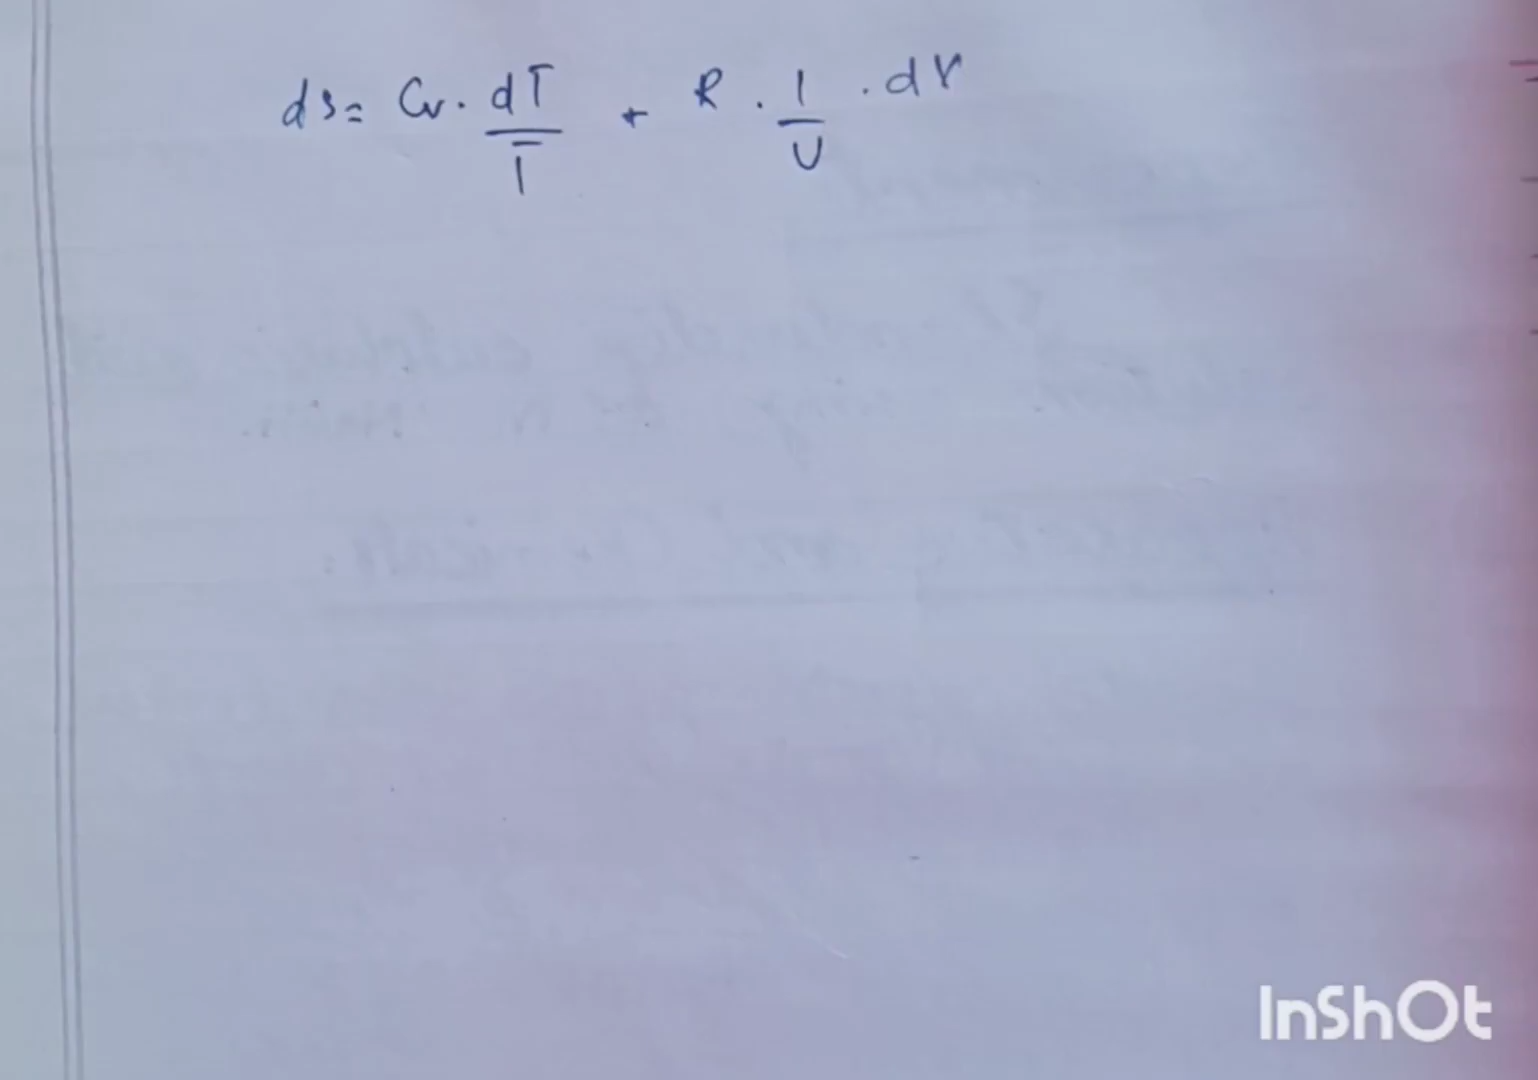 ds= Cv. dT/T + R . 1/v . dV
InShOt